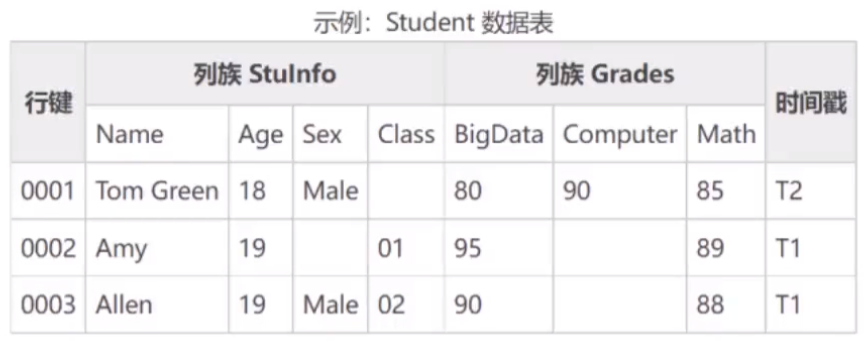 示例：Student 数据表
行键 列族 StuInfo 列族 Grades 时间戳
Name Age Sex Class BigData Computer Math
0001 Tom Green 18 Male 80 90 85 T2
0002 Amy 19 01 95 89 T1
0003 Allen 19 Male 02 90 88 T1